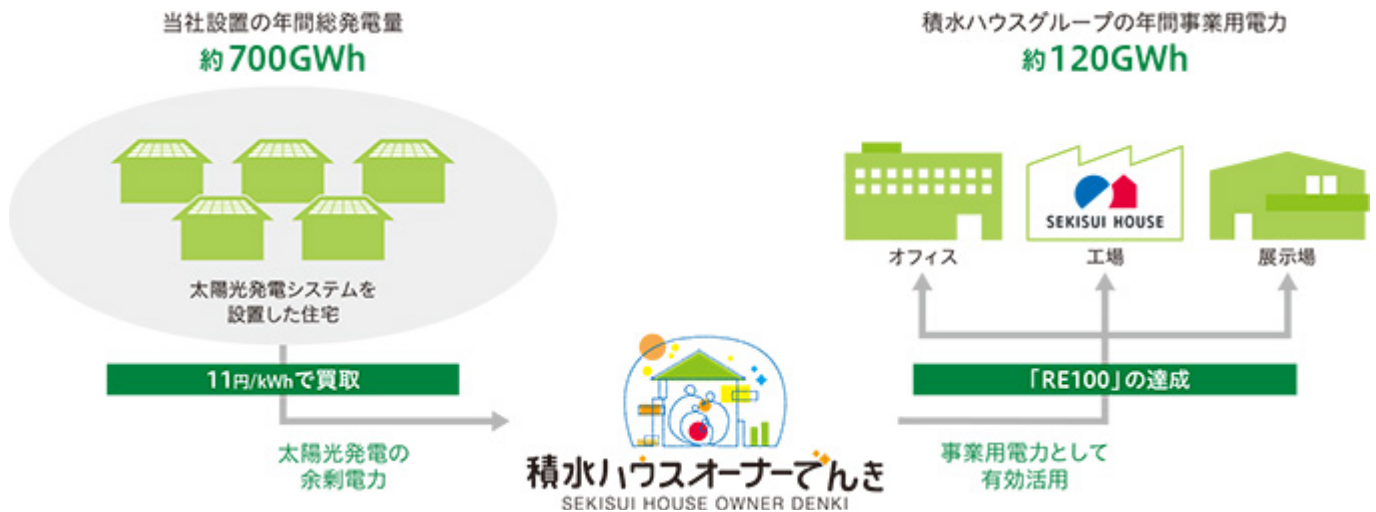 当社設置の年間総発電量
約700GWh
太陽光発電システムを
設置した住宅
11円/kWhで買取
太陽光発電の
余剰電力
積水ハウスオーナーでんき
SEKISUI HOUSE OWNER DENKI
積水ハウスグループの年間事業用電力
約120GWh
SEKISUI HOUSE
オフィス
工場
展示場
「RE100」の達成
事業用電力として
有効活用